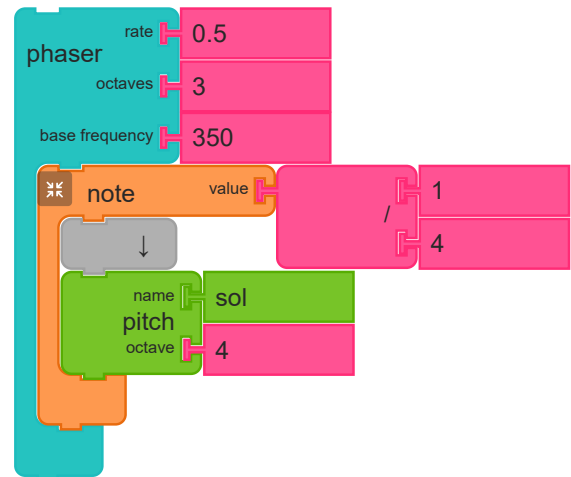 rate 0.5
phaser
octaves 3
base frequency 350
note value 1
/
4
↓
name sol
pitch
octave 4